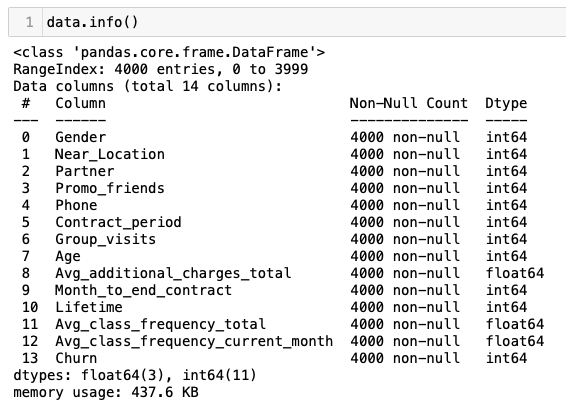 1 data.info()
<class 'pandas.core.frame.DataFrame'>
RangeIndex: 4000 entries, 0 to 3999
Data columns (total 14 columns):
 #   Column                             Non-Null Count  Dtype
---  ------                             --------------  -----
 0   Gender                             4000 non-null   int64
 1   Near_Location                      4000 non-null   int64
 2   Partner                            4000 non-null   int64
 3   Promo_friends                      4000 non-null   int64
 4   Phone                              4000 non-null   int64
 5   Contract_period                    4000 non-null   int64
 6   Group_visits                       4000 non-null   int64
 7   Age                                4000 non-null   int64
 8   Avg_additional_charges_total       4000 non-null   float64
 9   Month_to_end_contract              4000 non-null   int64
 10  Lifetime                           4000 non-null   int64
 11  Avg_class_frequency_total          4000 non-null   float64
 12  Avg_class_frequency_current_month  4000 non-null   float64
 13  Churn                              4000 non-null   int64
dtypes: float64(3), int64(11)
memory usage: 437.6 KB